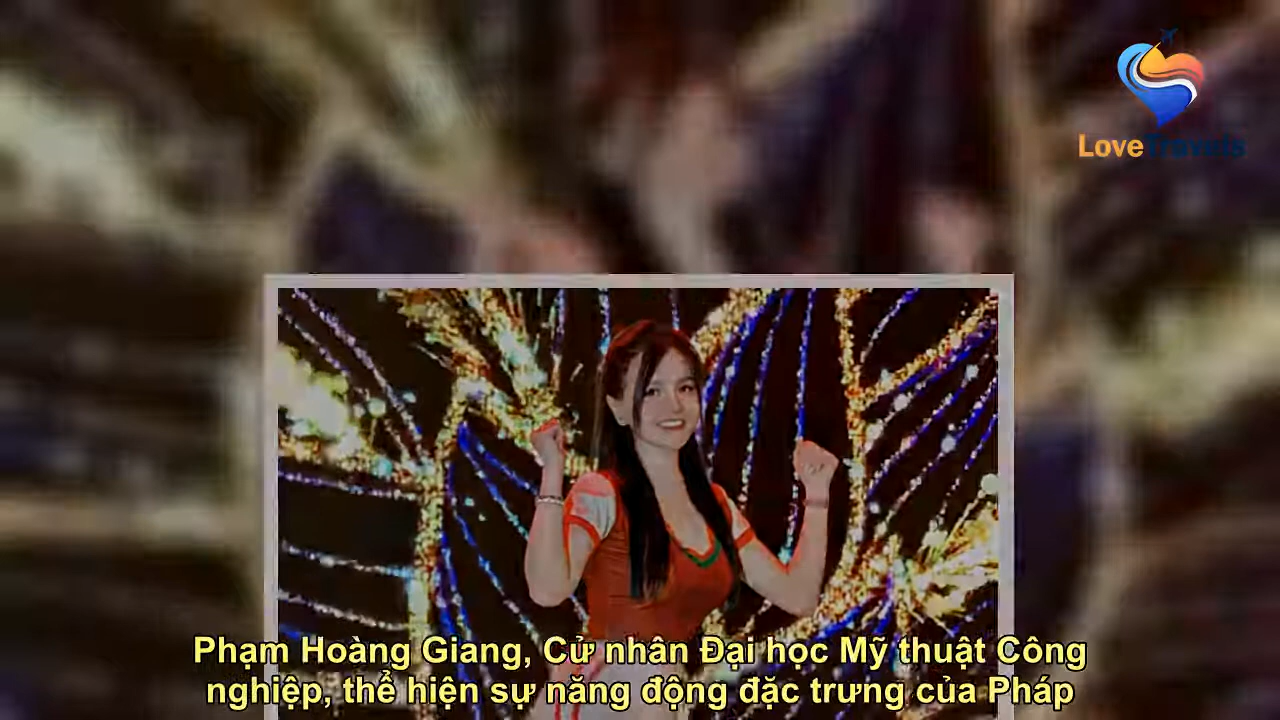 LoveTravels
Phạm Hoàng Giang, Cử nhân Đại học Mỹ thuật Công
nghiệp, thể hiện sự năng động đặc trưng của Pháp